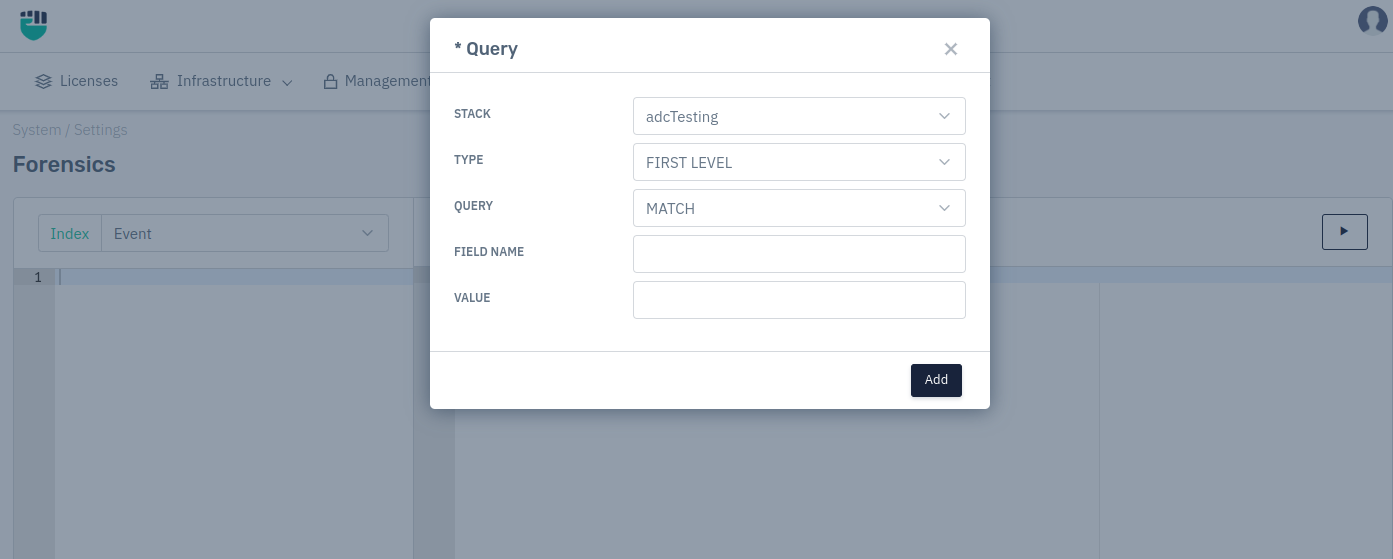 * Query
Licenses
Infrastructure
Management
System / Settings
Forensics
Index
Event
1
STACK
adcTesting
TYPE
FIRST LEVEL
QUERY
MATCH
FIELD NAME
VALUE
Add